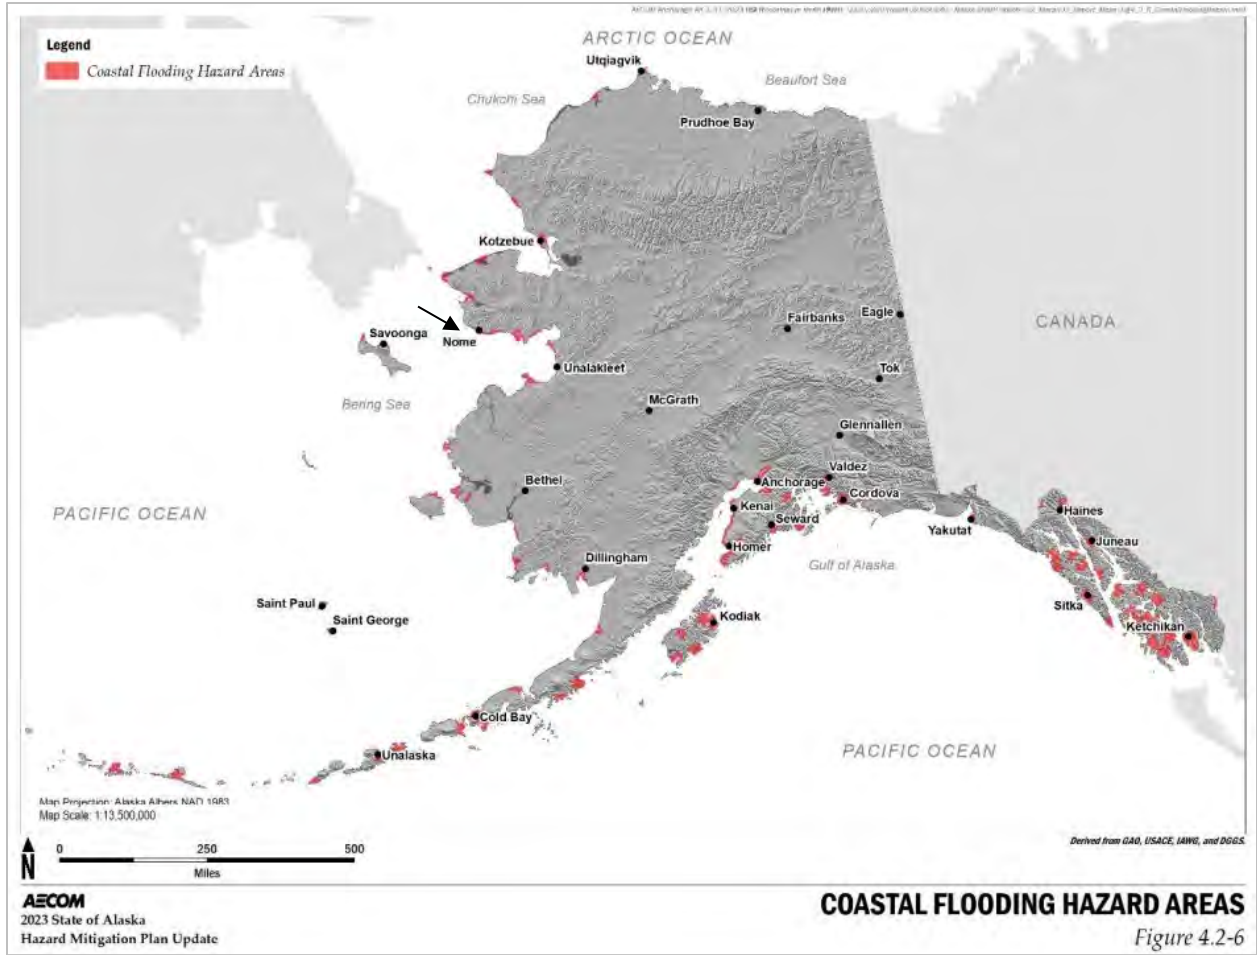 Legend
Coastal Flooding Hazard Areas
ARCTIC OCEAN
Utqiagvik
Beaufort Sea
Chukchi Sea
Prudhoe Bay
Kotzebue
Savoonga
Nome
Fairbanks
Eagle
CANADA
Unalakleet
Tok
Bering Sea
McGrath
Glennallen
Valdez
Bethel
Anchorage
Cordova
PACIFIC OCEAN
Kenai
Seward
Yakutat
Haines
Homer
Juneau
Dillingham
Gulf of Alaska
Saint Paul
Saint George
Kodiak
Sitka
Ketchikan
Cold Bay
PACIFIC OCEAN
Unalaska
Map Projection: Alaska Albers NAD 1983
Map Scale: 1:13,500,000
Derived from GAO, USACE, IAWG, and DGGS.
0 250 500
Miles
N
AECOM
2023 State of Alaska
Hazard Mitigation Plan Update
COASTAL FLOODING HAZARD AREAS
Figure 4.2-6